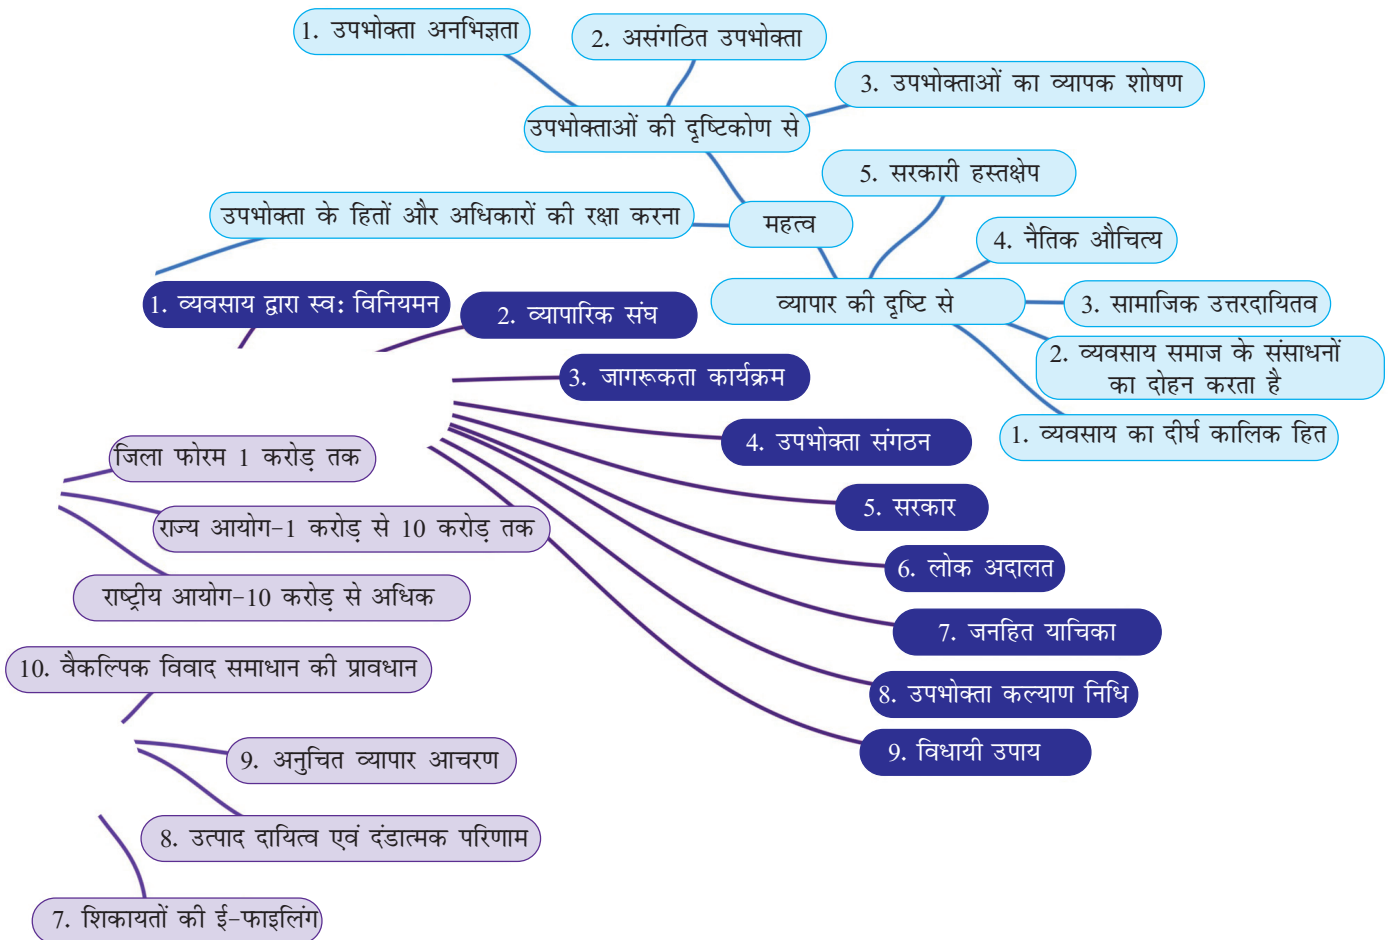 1. उपभोक्ता अनभिज्ञता
2. असंगठित उपभोक्ता
3. उपभोक्ताओं का व्यापक शोषण
उपभोक्ताओं की दृष्टिकोण से
5. सरकारी हस्तक्षेप
उपभोक्ता के हितों और अधिकारों की रक्षा करना
महत्व
4. नैतिक औचित्य
व्यापार की दृष्टि से
3. सामाजिक उत्तरदायितव
2. व्यवसाय समाज के संसाधनों
का दोहन करता है
1. व्यवसाय का दीर्घ कालिक हित
1. व्यवसाय द्वारा स्व: विनियमन
2. व्यापारिक संघ
3. जागरूकता कार्यक्रम
4. उपभोक्ता संगठन
5. सरकार
6. लोक अदालत
7. जनहित याचिका
8. उपभोक्ता कल्याण निधि
9. विधायी उपाय
जिला फोरम 1 करोड़ तक
राज्य आयोग-1 करोड़ से 10 करोड़ तक
राष्ट्रीय आयोग-10 करोड़ से अधिक
10. वैकल्पिक विवाद समाधान की प्रावधान
9. अनुचित व्यापार आचरण
8. उत्पाद दायित्व एवं दंडात्मक परिणाम
7. शिकायतों की ई-फाइलिंग